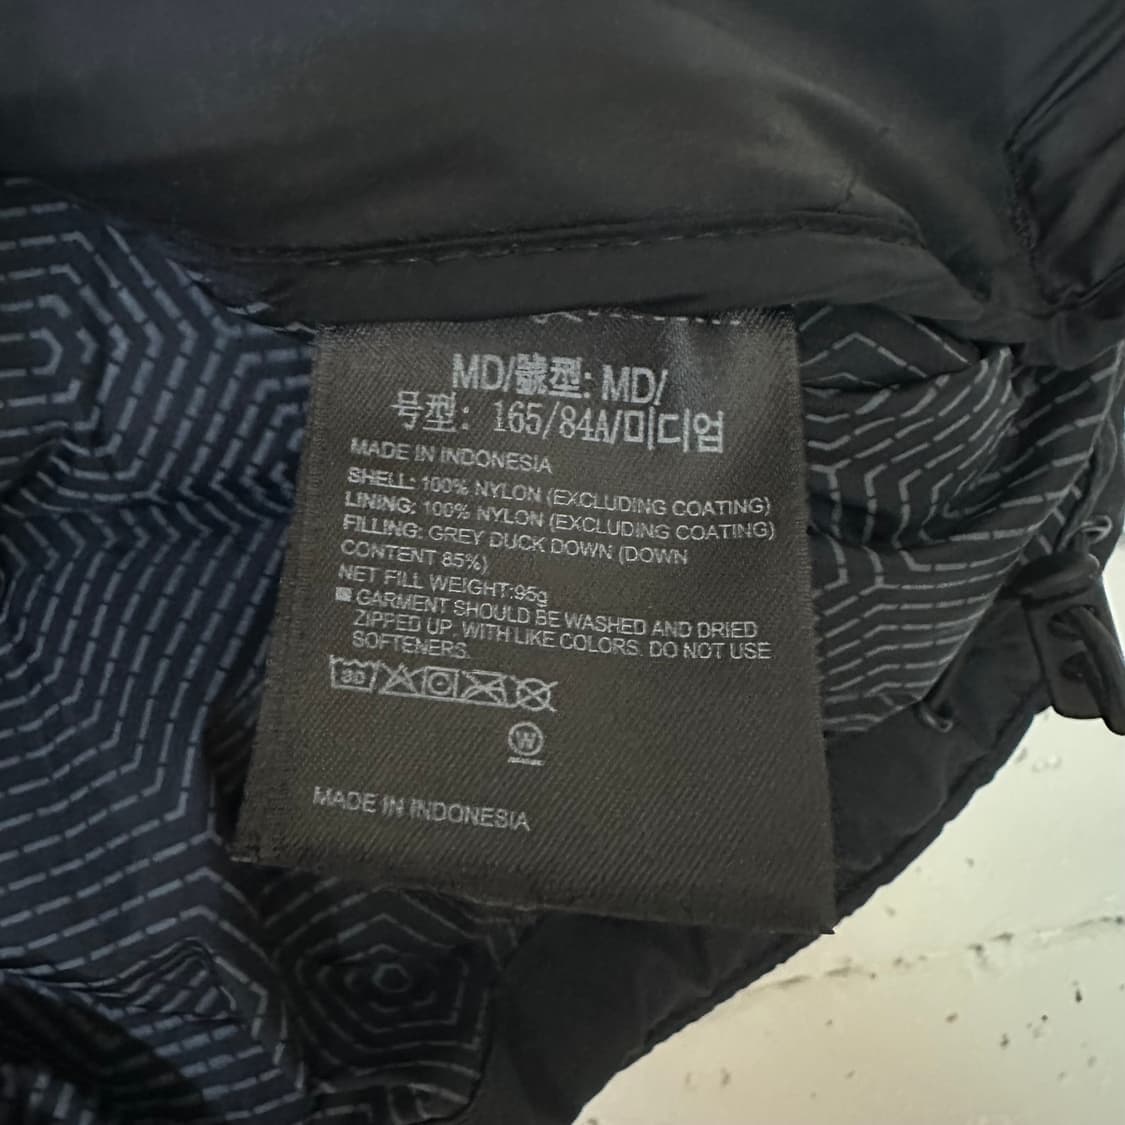 MD/號型: MD/
号型: 165/84A/미디엄
MADE IN INDONESIA
SHELL: 100% NYLON (EXCLUDING COATING)
LINING: 100% NYLON (EXCLUDING COATING)
FILLING: GREY DUCK DOWN (DOWN
CONTENT 85%)
NET FILL WEIGHT:95g
■ GARMENT SHOULD BE WASHED AND DRIED
ZIPPED UP. WITH LIKE COLORS. DO NOT USE
SOFTENERS.
30
W
MADE IN INDONESIA